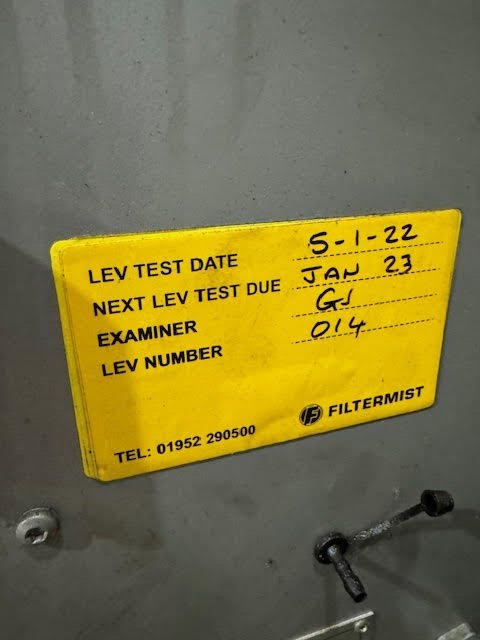 LEV TEST DATE 5-1-22
NEXT LEV TEST DUE JAN 23
EXAMINER GJ
LEV NUMBER 014
TEL: 01952 290500 FILTERMIST